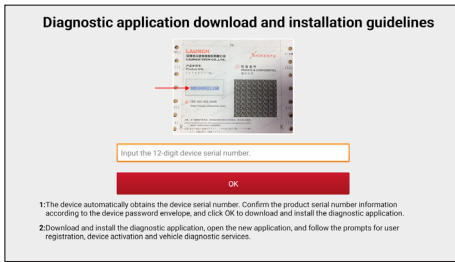 Diagnostic application download and installation guidelines
LAUNCH
Input the 12-digit device serial number.
OK
1:The device automatically obtains the device serial number. Confirm the product serial number information
according to the device password envelope, and click OK to download and install the diagnostic application.
2:Download and install the diagnostic application, open the new application, and follow the prompts for user
registration, device activation and vehicle diagnostic services.